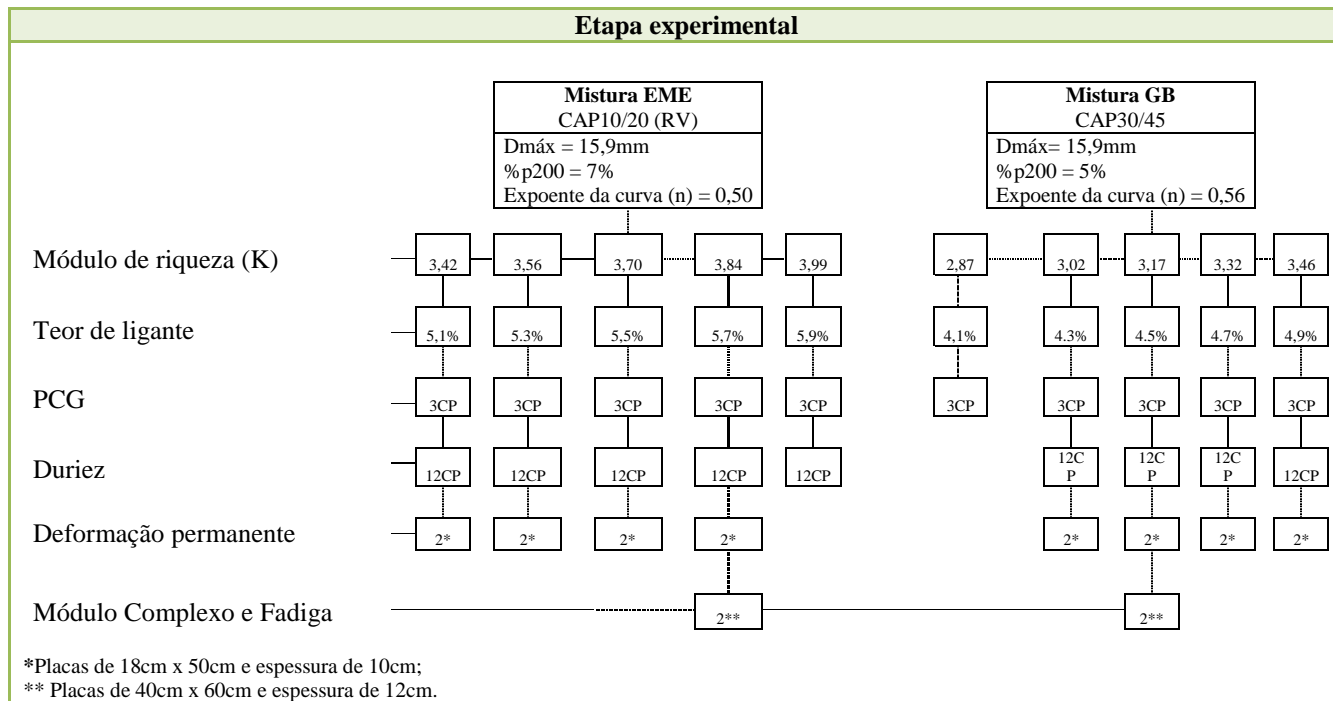 Etapa experimental
Mistura EME
CAP10/20 (RV)
Dmáx = 15,9mm
%p200 = 7%
Expoente da curva (n) = 0,50
Mistura GB
CAP30/45
Dmáx= 15,9mm
%p200 = 5%
Expoente da curva (n) = 0,56
Módulo de riqueza (K) 3,42 3,56 3,70 3,84 3,99 2,87 3,02 3,17 3,32 3,46
Teor de ligante 5,1% 5.3% 5,5% 5,7% 5,9% 4,1% 4.3% 4.5% 4.7% 4,9%
PCG 3CP 3CP 3CP 3CP 3CP 3CP 3CP 3CP 3CP 3CP
Duriez 12CP 12CP 12CP 12CP 12CP 12CP 12CP 12CP 12CP
Deformação permanente 2* 2* 2* 2* 2* 2* 2* 2*
Módulo Complexo e Fadiga 2** 2**
*Placas de 18cm x 50cm e espessura de 10cm;
** Placas de 40cm x 60cm e espessura de 12cm.